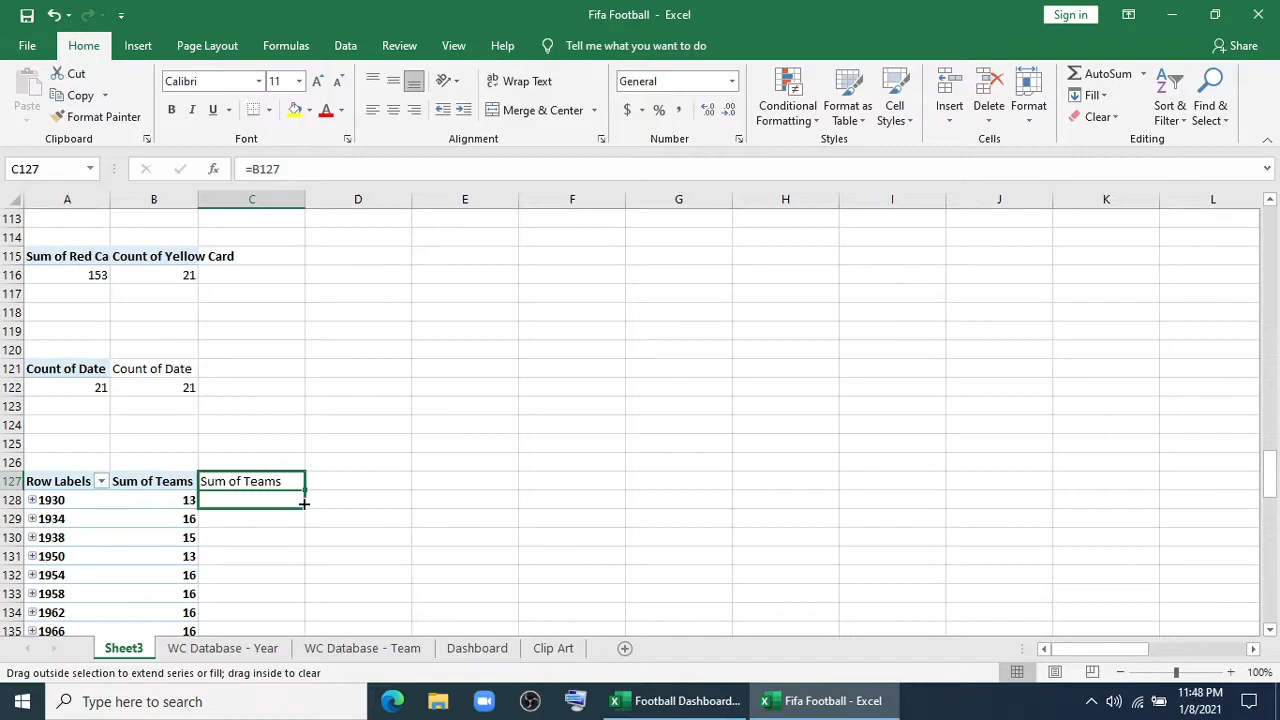 Fifa Football - Excel
Sign in
File Home Insert Page Layout Formulas Data Review View Help Tell me what you want to do Share
Paste Cut Copy Format Painter Clipboard
Calibri 11 B I U Font
Wrap Text Merge & Center Alignment
General $ % , Number
Conditional Formatting Format as Table Cell Styles Styles
Insert Delete Format Cells
AutoSum Fill Clear Sort & Filter Find & Select Editing
C127 fx =B127
A B C D E F G H I J K L
113
114
115 Sum of Red Ca Count of Yellow Card
116 153 21
117
118
119
120
121 Count of Date Count of Date
122 21 21
123
124
125
126
127 Row Labels Sum of Teams Sum of Teams
128 1930 13
129 1934 16
130 1938 15
131 1950 13
132 1954 16
133 1958 16
134 1962 16
135 1966 16
Sheet3 WC Database - Year WC Database - Team Dashboard Clip Art
Drag outside selection to extend series or fill; drag inside to clear 100%
Type here to search Football Dashboard... Fifa Football - Excel 11:48 PM
1/8/2021